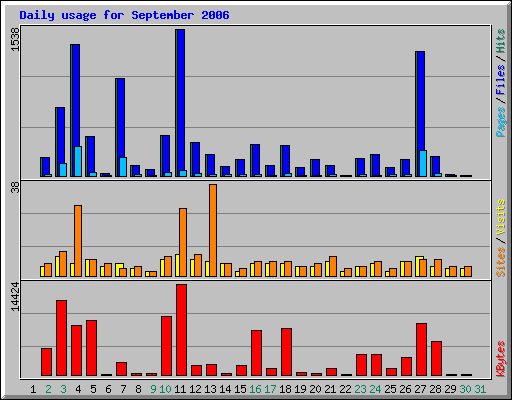 Daily usage for September 2006
1538
Pages/Files/Hits
38
Sites/Visits
14424
KBytes
1 2 3 4 5 6 7 8 9 10 11 12 13 14 15 16 17 18 19 20 21 22 23 24 25 26 27 28 29 30 31